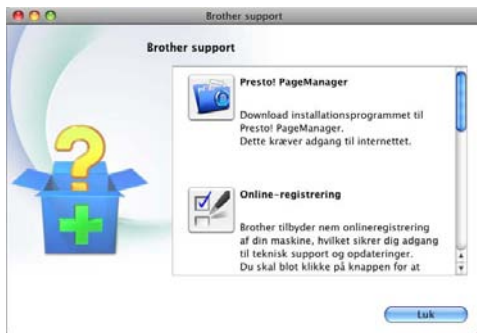 Brother support
Brother support
Presto! PageManager
Download installationsprogrammet til
Presto! PageManager.
Dette kræver adgang til internettet.
Online-registrering
Brother tilbyder nem onlineregistrering
af din maskine, hvilket sikrer dig adgang
til teknisk support og opdateringer.
Du skal blot klikke på knappen for at
Luk